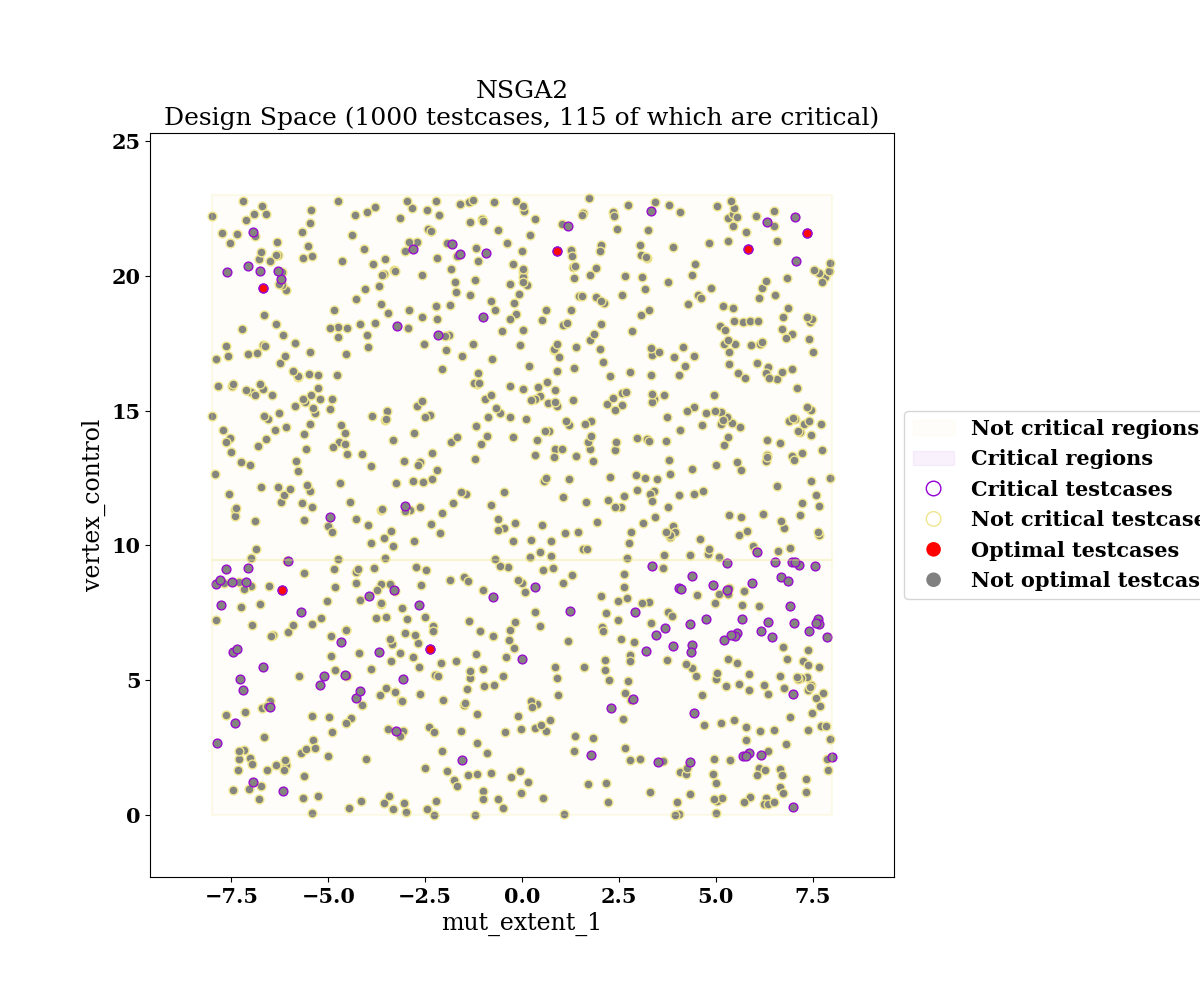 NSGA2
Design Space (1000 testcases, 115 of which are critical)
25
20
15
10
5
0
vertex_control
−7.5
−5.0
−2.5
0.0
2.5
5.0
7.5
mut_extent_1
Not critical regions
Critical regions
Critical testcases
Not critical testcase
Optimal testcases
Not optimal testcas